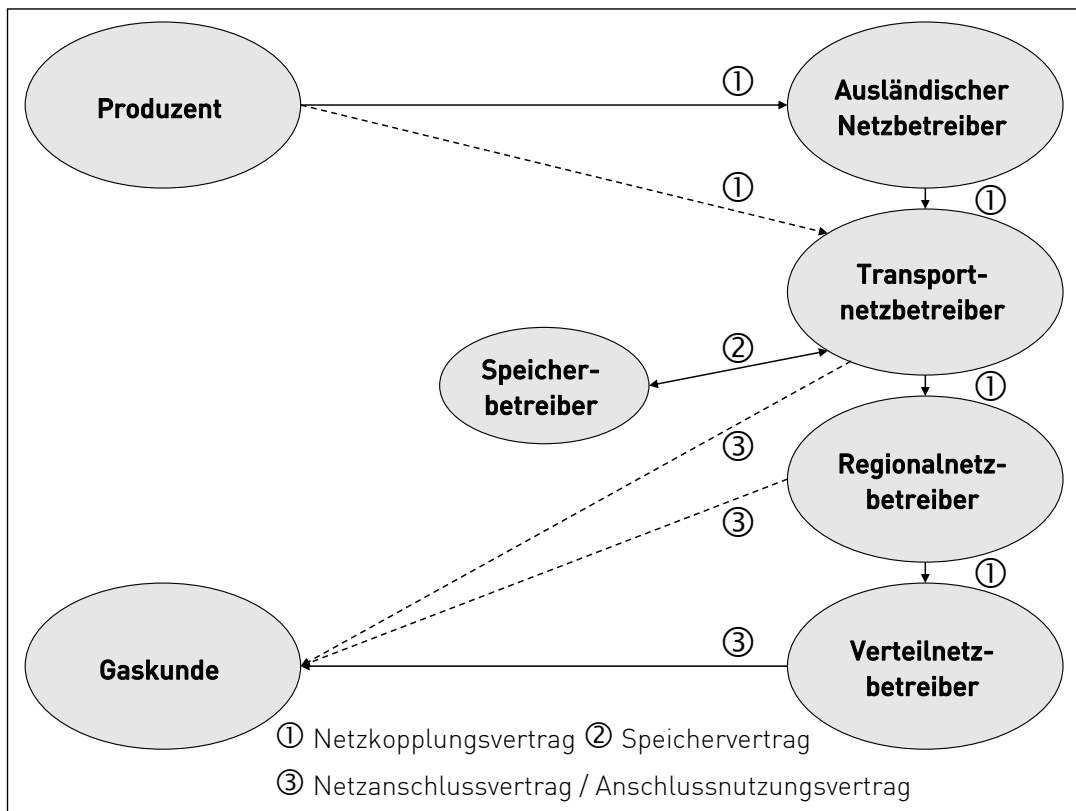 Produzent
①
Ausländischer
Netzbetreiber
①
①
Transport-
netzbetreiber
②
Speicher-
betreiber
①
③
Regionalnetz-
betreiber
③
①
Gaskunde
③
Verteilnetz-
betreiber
① Netzkopplungsvertrag ② Speichervertrag
③ Netzanschlussvertrag / Anschlussnutzungsvertrag